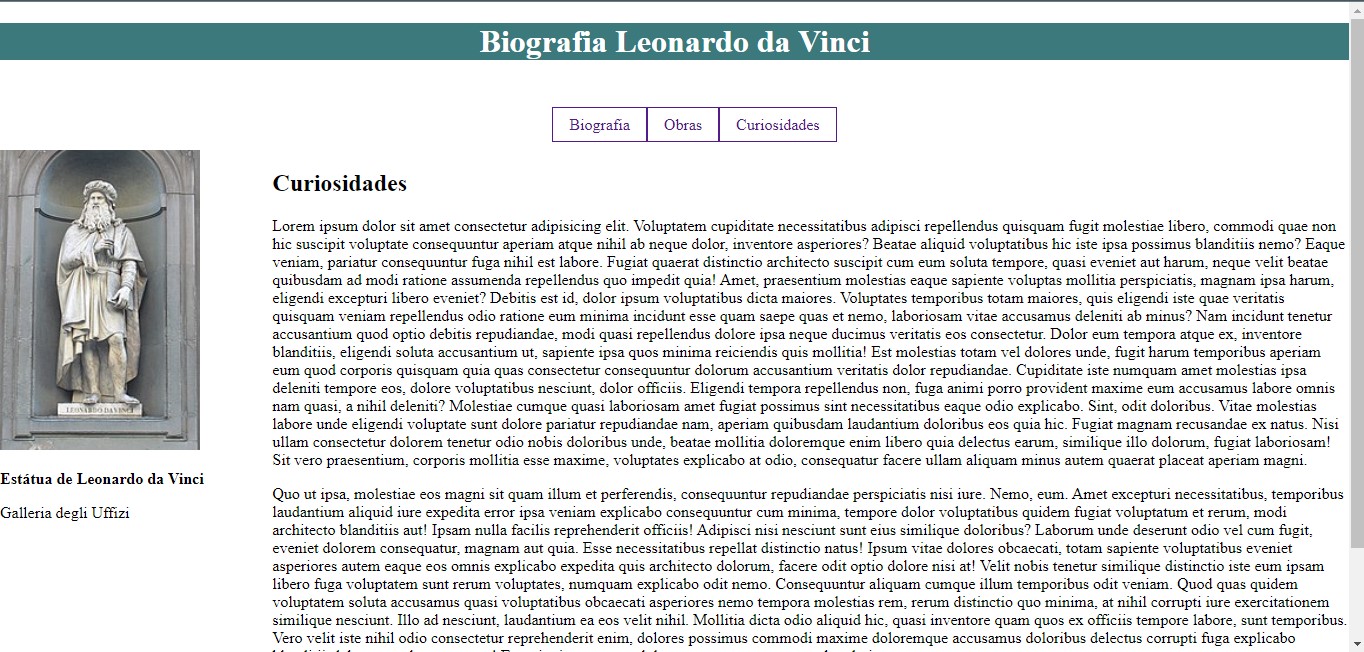 Biografia Leonardo da Vinci
Biografía
Obras
Curiosidades
LEONARDO DA VINCI
Estátua de Leonardo da Vinci
Galleria degli Uffizi
Curiosidades
Lorem ipsum dolor sit amet consectetur adipisicing elit. Voluptatem cupiditate necessitatibus adipisci repellendus quisquam fugit molestiae libero, commodi quae non
hic suscipit voluptate consequuntur aperiam atque nihil ab neque dolor, inventore asperiores? Beatae aliquid voluptatibus hic iste ipsa possimus blanditiis nemo? Eaque
veniam, pariatur consequuntur fuga nihil est labore. Fugiat quaerat distinctio architecto suscipit cum eum soluta tempore, quasi eveniet aut harum, neque velit beatae
quibusdam ad modi ratione assumenda repellendus quo impedit quia! Amet, praesentium molestias eaque sapiente voluptas mollitia perspiciatis, magnam ipsa harum,
eligendi excepturi libero eveniet? Debitis est id, dolor ipsum voluptatibus dicta maiores. Voluptates temporibus totam maiores, quis eligendi iste quae veritatis
quisquam veniam repellendus odio ratione eum minima incidunt esse quam saepe quas et nemo, laboriosam vitae accusamus deleniti ab minus? Nam incidunt tenetur
accusantium quod optio debitis repudiandae, modi quasi repellendus dolore ipsa neque ducimus veritatis eos consectetur. Dolor eum tempora atque ex, inventore
blanditiis, eligendi soluta accusantium ut, sapiente ipsa quos minima reiciendis quis mollitia! Est molestias totam vel dolores unde, fugit harum temporibus aperiam
eum quod corporis quisquam quia quas consectetur consequuntur dolorum accusantium veritatis dolor repudiandae. Cupiditate iste numquam amet molestias ipsa
deleniti tempore eos, dolore voluptatibus nesciunt, dolor officiis. Eligendi tempora repellendus non, fuga animi porro provident maxime eum accusamus labore omnis
nam quasi, a nihil deleniti? Molestiae cumque quasi laboriosam amet fugiat possimus sint necessitatibus eaque odio explicabo. Sint, odit doloribus. Vitae molestias
labore unde eligendi voluptate sunt dolore pariatur repudiandae nam, aperiam quibusdam laudantium doloribus eos quia hic. Fugiat magnam recusandae ex natus. Nisi
ullam consectetur dolorem tenetur odio nobis doloribus unde, beatae mollitia doloremque enim libero quia delectus earum, similique illo dolorum, fugiat laboriosam!
Sit vero praesentium, corporis mollitia esse maxime, voluptates explicabo at odio, consequatur facere ullam aliquam minus autem quaerat placeat aperiam magni.
Quo ut ipsa, molestiae eos magni sit quam illum et perferendis, consequuntur repudiandae perspiciatis nisi iure. Nemo, eum. Amet excepturi necessitatibus, temporibus
laudantium aliquid iure expedita error ipsa veniam explicabo consequuntur cum minima, tempore dolor voluptatibus quidem fugiat voluptatum et rerum, modi
architecto blanditiis aut! Ipsam nulla facilis reprehenderit officiis! Adipisci nisi nesciunt sunt eius similique doloribus? Laborum unde deserunt odio vel cum fugit,
eveniet dolorem consequatur, magnam aut quia. Esse necessitatibus repellat distinctio natus! Ipsum vitae dolores obcaecati, totam sapiente voluptatibus eveniet
asperiores autem eaque eos omnis explicabo expedita quis architecto dolorum, facere odit optio dolore nisi at! Velit nobis tenetur similique distinctio iste eum ipsam
libero fuga voluptatem sunt rerum voluptates, numquam explicabo odit nemo. Consequuntur aliquam cumque illum temporibus odit veniam. Quod quas quidem
voluptatem soluta accusamus quasi voluptatibus obcaecati asperiores nemo tempora molestias rem, rerum distinctio quo minima, at nihil corrupti iure exercitationem
similique nesciunt. Illo ad nesciunt, laudantium ea eos velit nihil. Mollitia dicta odio aliquid hic, quasi inventore quam quos ex officiis tempore labore, sunt temporibus.
Vero velit iste nihil odio consectetur reprehenderit enim, dolores possimus commodi maxime doloremque accusamus doloribus delectus corrupti fuga explicabo